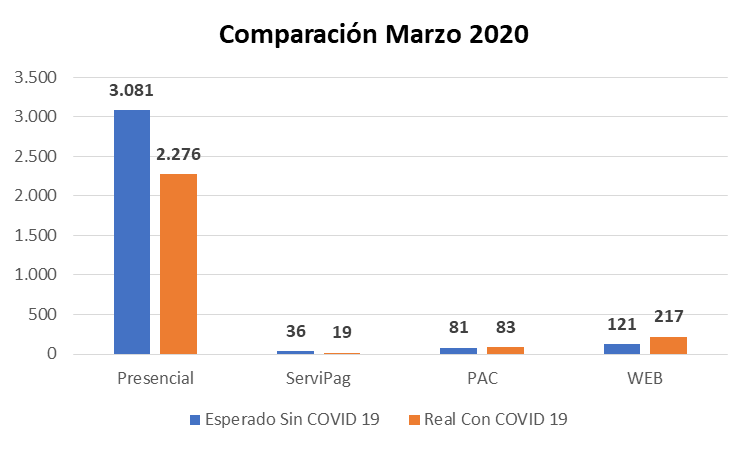 Comparación Marzo 2020
3.500
3.000
2.500
2.000
1.500
1.000
500
0
3.081
2.276
36
19
81
83
121
217
Presencial
ServiPag
PAC
WEB
Esperado Sin COVID 19
Real Con COVID 19